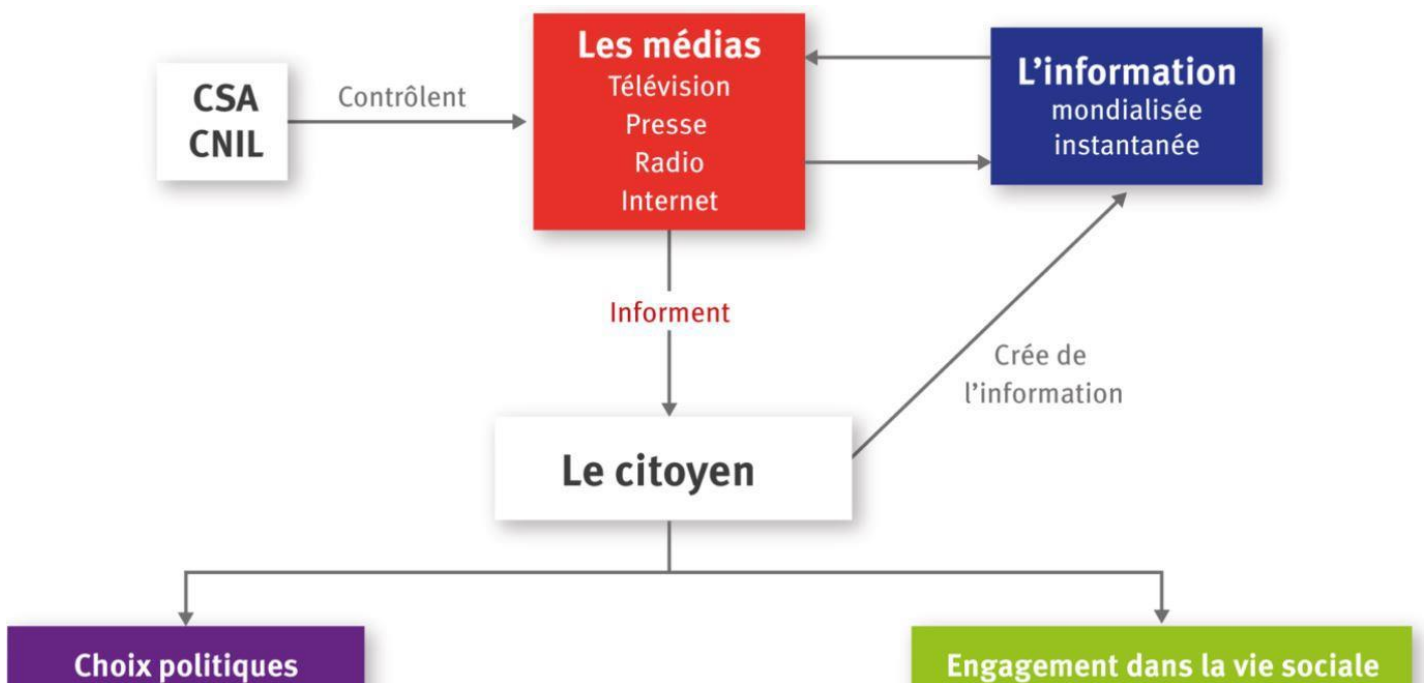 Les médias
Télévision
Presse
Radio
Internet
L’information
mondialisée
instantanée
CSA
CNIL
Contrôlent
Informent
Crée de
l’information
Le citoyen
Choix politiques
Engagement dans la vie sociale